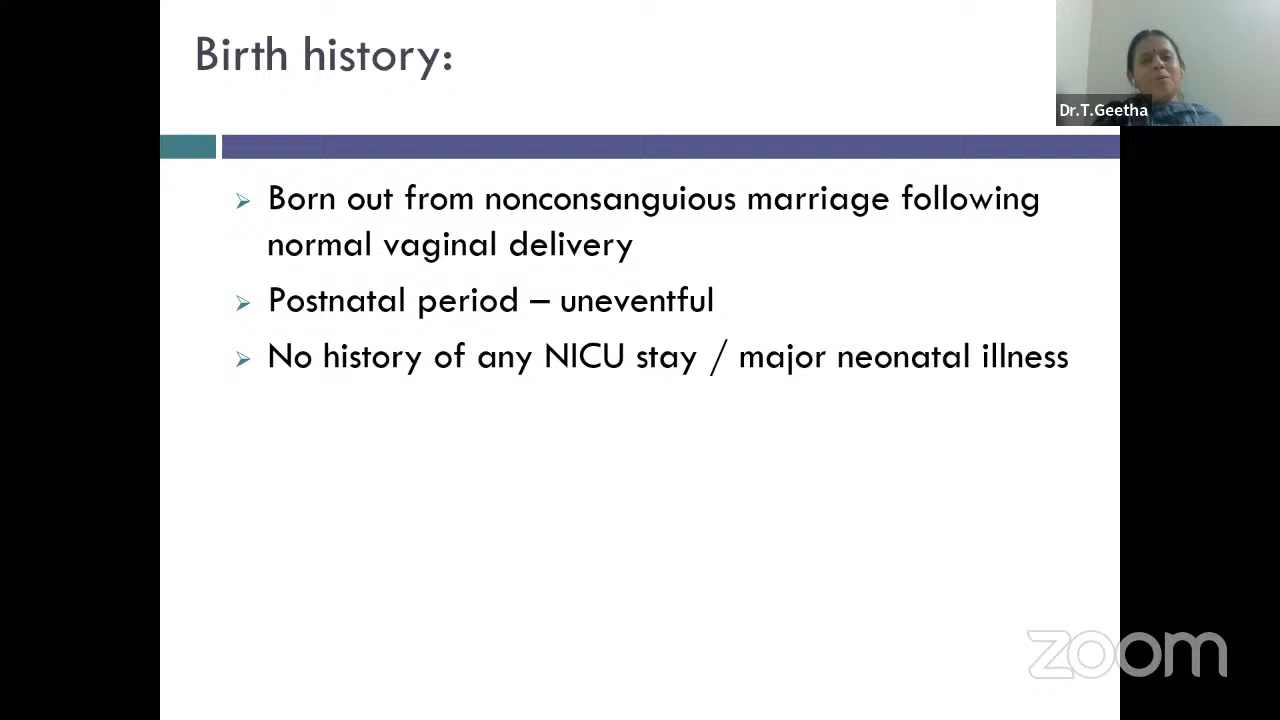 Birth history:
Dr.T.Geetha
➢ Born out from nonconsanguious marriage following
normal vaginal delivery
➢ Postnatal period – uneventful
➢ No history of any NICU stay / major neonatal illness
zoom